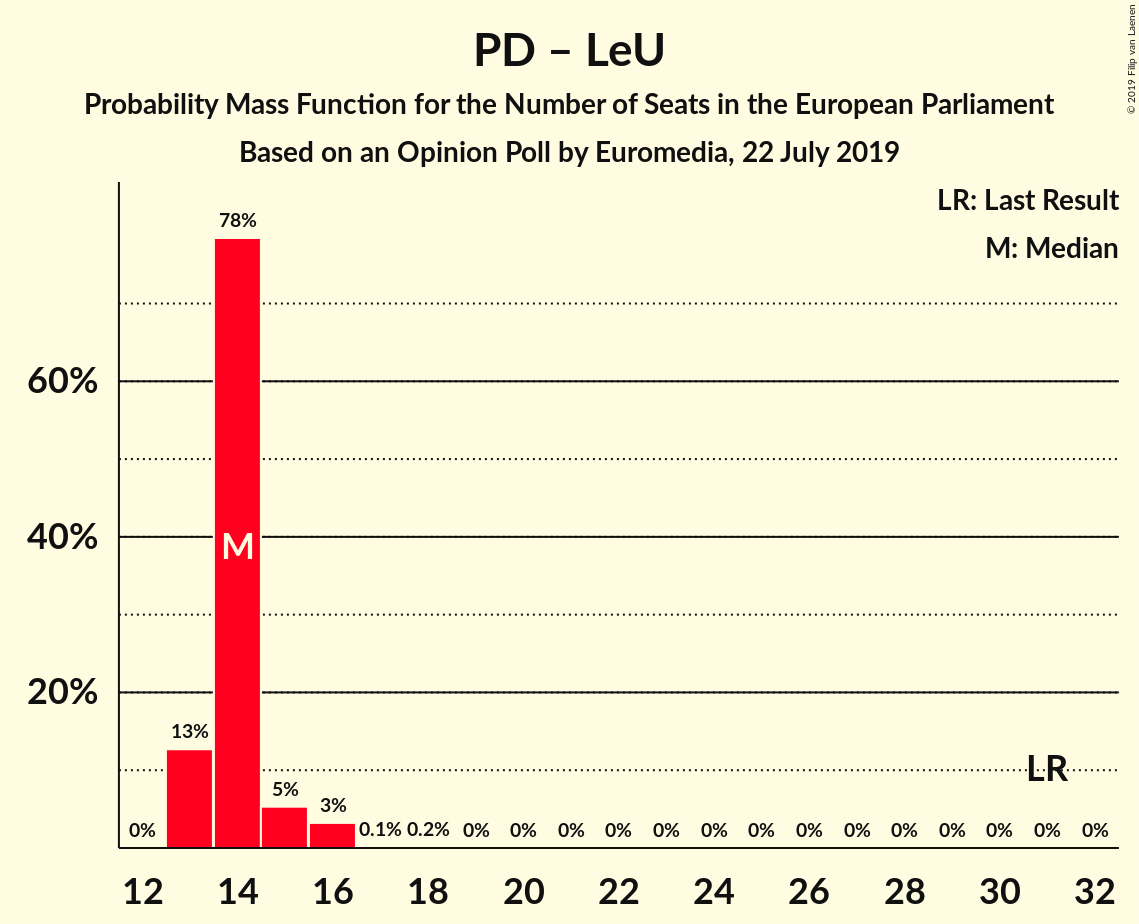 PD – LeU
Probability Mass Function for the Number of Seats in the European Parliament
Based on an Opinion Poll by Euromedia, 22 July 2019
© 2019 Filip van Laenen
LR: Last Result
M: Median
78%
60%
40%
M
20%
13%
LR
5%
3%
0% 0.1% 0.2% 0% 0% 0% 0% 0% 0% 0% 0% 0% 0% 0% 0% 0% 0%
12 14 16 18 20 22 24 26 28 30 32